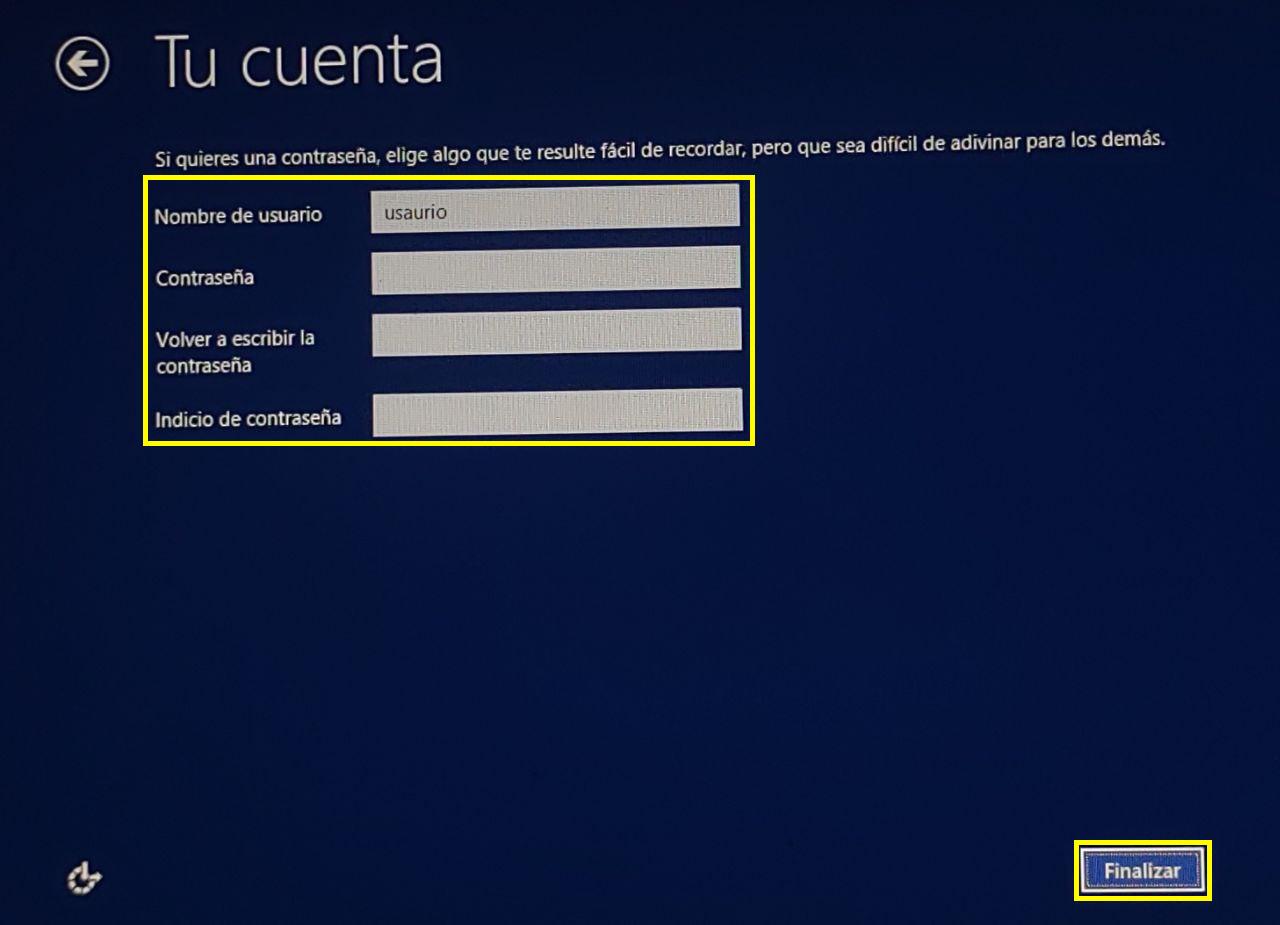 Tu cuenta
Si quieres una contraseña, elige algo que te resulte fácil de recordar, pero que sea difícil de adivinar para los demás.
Nombre de usuario usaurio
Contraseña
Volver a escribir la
contraseña
Indicio de contraseña
Finalizar